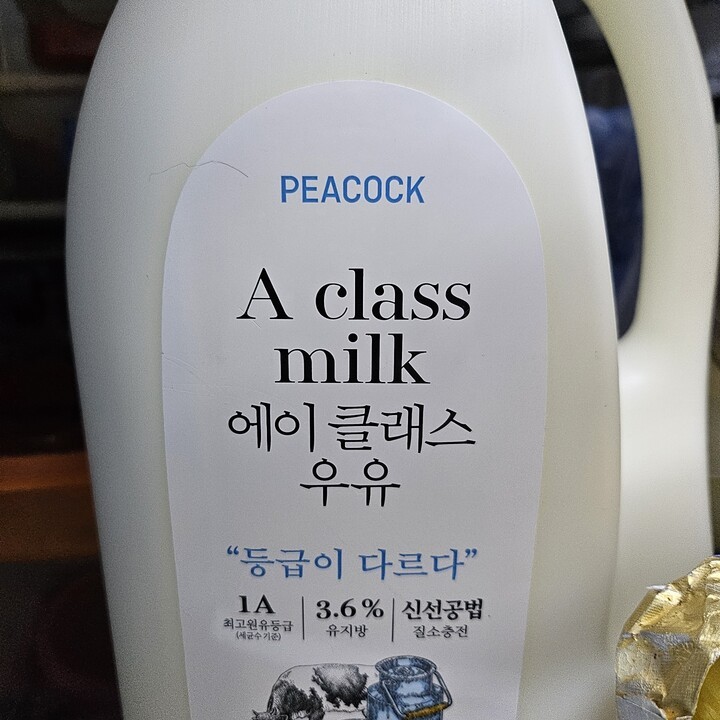 PEACOCK
A class
milk
에이 클래스
우유
“등급이 다르다”
1A
최고원유등급
(세균수기준)
3.6%
유지방
신선공법
질소충전